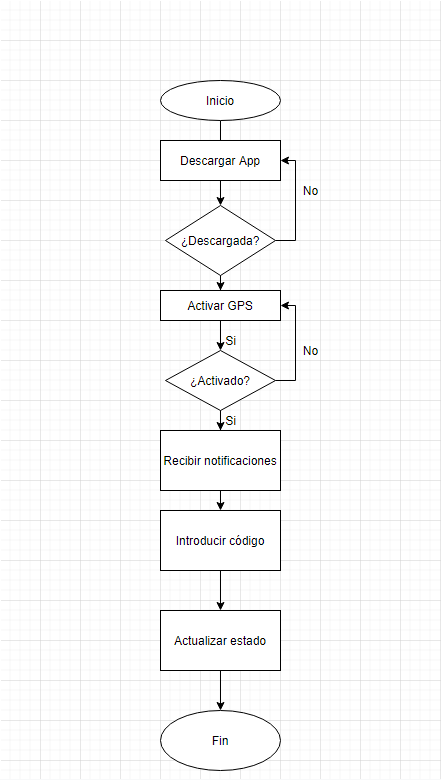 Inicio
Descargar App
No
¿Descargada?
Activar GPS
Si
No
¿Activado?
Si
Recibir notificaciones
Introducir código
Actualizar estado
Fin